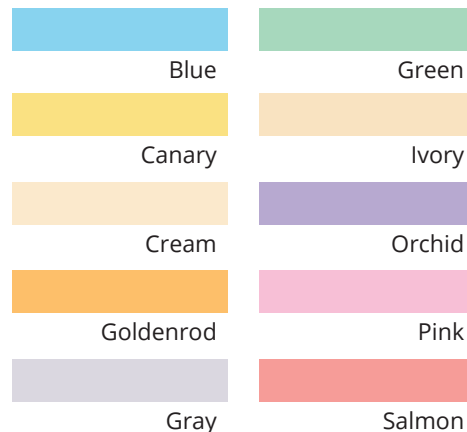 Blue
Green
Canary
Ivory
Cream
Orchid
Goldenrod
Pink
Gray
Salmon